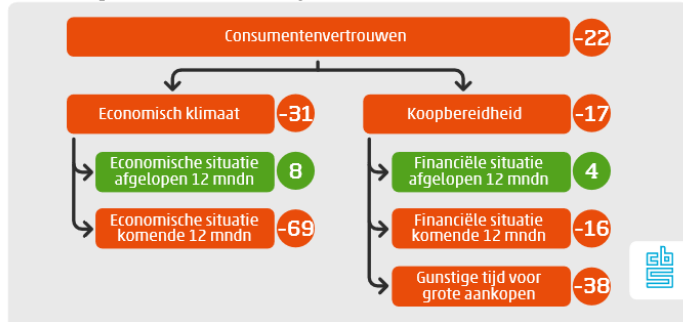 Consumentenvertrouwen -22
Economisch klimaat -31
Koopbereidheid -17
Economische situatie
afgelopen 12 mndn 8
Financiële situatie
afgelopen 12 mndn 4
Economische situatie
komende 12 mndn -69
Financiële situatie
komende 12 mndn -16
Gunstige tijd voor
grote aankopen -38
cbs